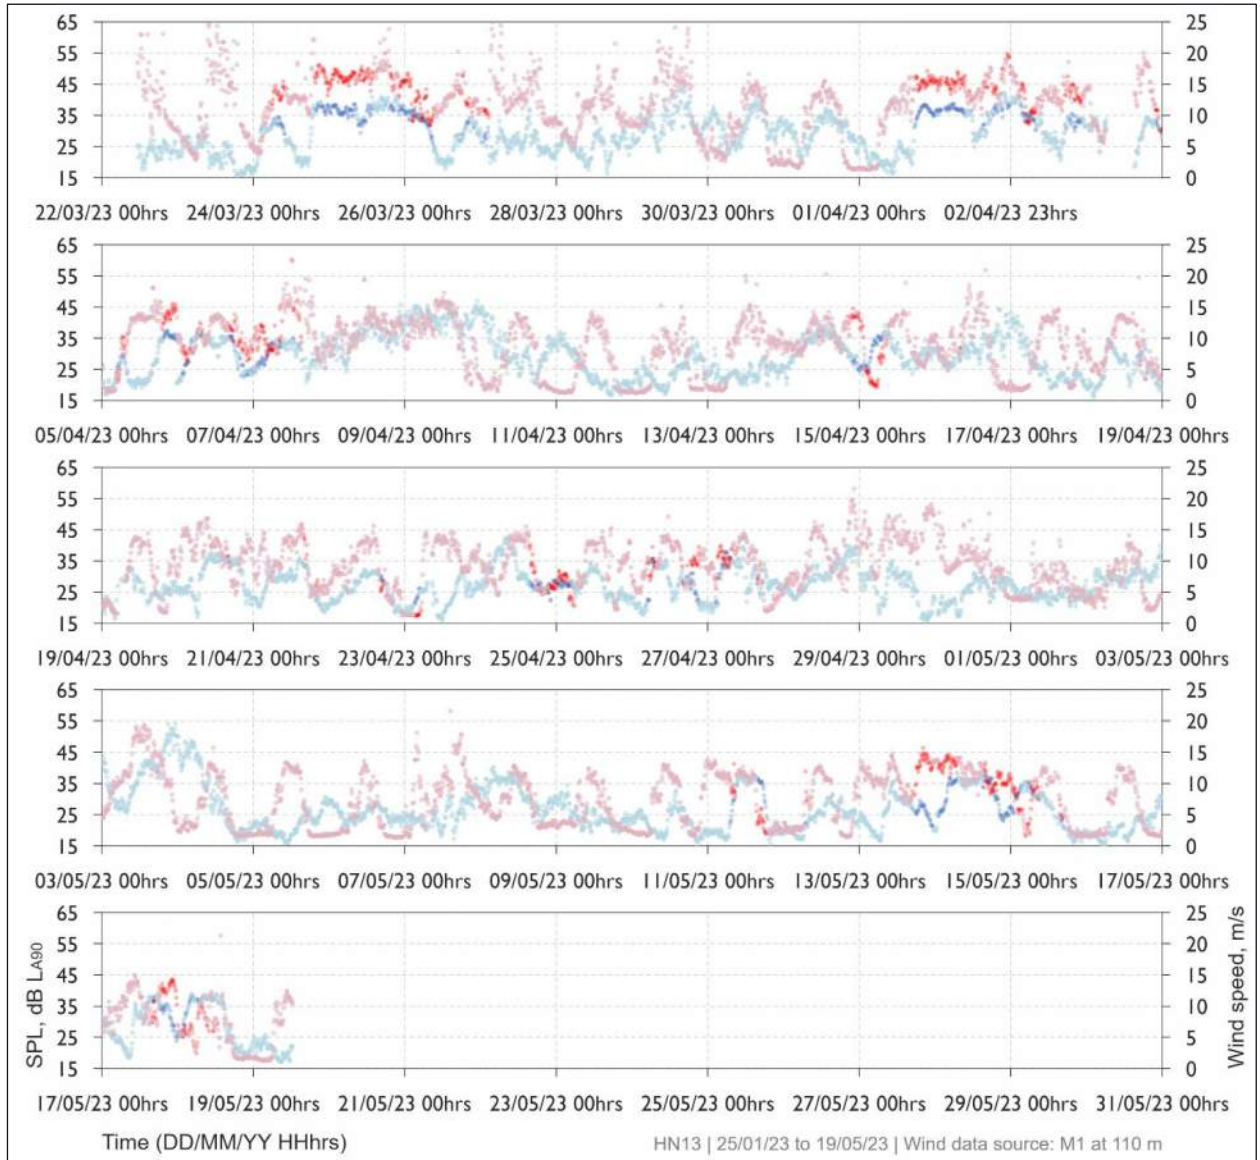 65 55 45 35 25 15
25 20 15 10 5 0
22/03/23 00hrs 24/03/23 00hrs 26/03/23 00hrs 28/03/23 00hrs 30/03/23 00hrs 01/04/23 00hrs 02/04/23 23hrs
65 55 45 35 25 15
25 20 15 10 5 0
05/04/23 00hrs 07/04/23 00hrs 09/04/23 00hrs 11/04/23 00hrs 13/04/23 00hrs 15/04/23 00hrs 17/04/23 00hrs 19/04/23 00hrs
65 55 45 35 25 15
25 20 15 10 5 0
19/04/23 00hrs 21/04/23 00hrs 23/04/23 00hrs 25/04/23 00hrs 27/04/23 00hrs 29/04/23 00hrs 01/05/23 00hrs 03/05/23 00hrs
65 55 45 35 25 15
25 20 15 10 5 0
03/05/23 00hrs 05/05/23 00hrs 07/05/23 00hrs 09/05/23 00hrs 11/05/23 00hrs 13/05/23 00hrs 15/05/23 00hrs 17/05/23 00hrs
SPL, dB LA90
65 55 45 35 25 15
25 20 15 10 5 0
Wind speed, m/s
17/05/23 00hrs 19/05/23 00hrs 21/05/23 00hrs 23/05/23 00hrs 25/05/23 00hrs 27/05/23 00hrs 29/05/23 00hrs 31/05/23 00hrs
Time (DD/MM/YY HHhrs)
HN13 | 25/01/23 to 19/05/23 | Wind data source: M1 at 110 m